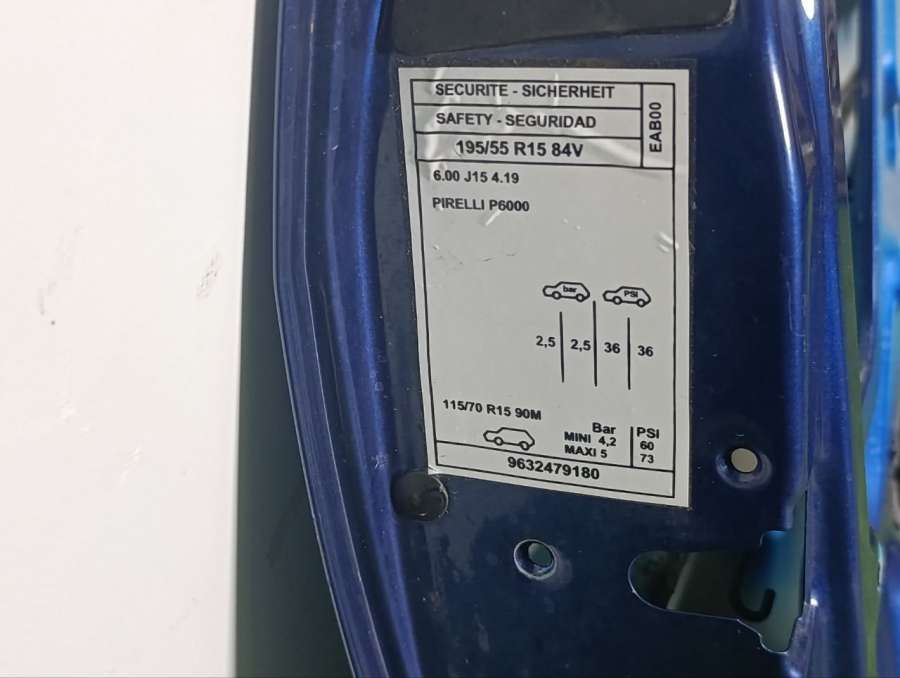 SECURITE - SICHERHEIT
SAFETY - SEGURIDAD
EAB00
195/55 R15 84V
6.00 J15 4.19
PIRELLI P6000
bar PSI
2,5 2,5 36 36
115/70 R15 90M
Bar PSI
MINI 4,2 60
MAXI 5 73
9632479180